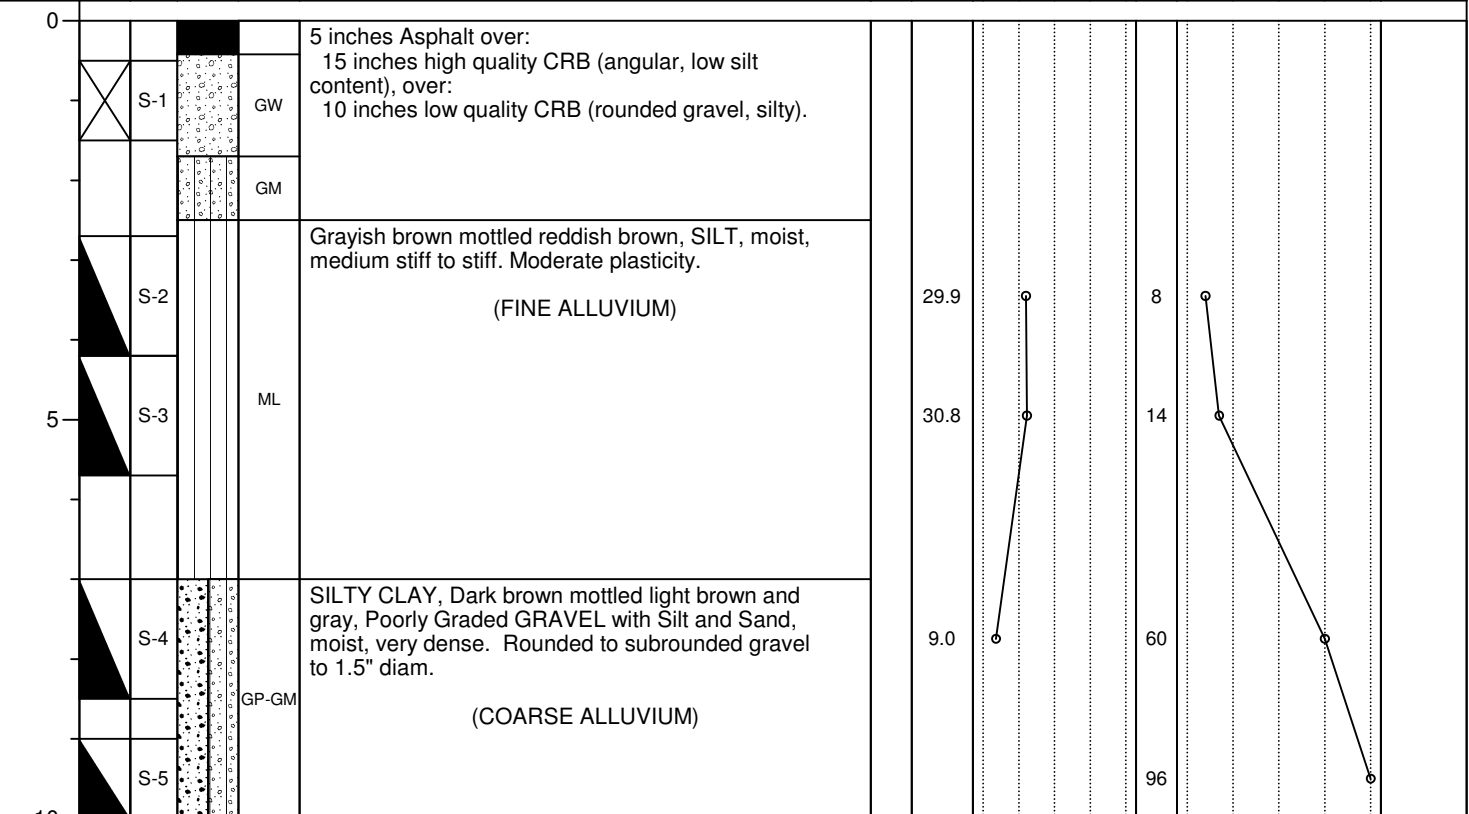 0
5 inches Asphalt over:
15 inches high quality CRB (angular, low silt
content), over:
10 inches low quality CRB (rounded gravel, silty).
S-1
GW
GM
Grayish brown mottled reddish brown, SILT, moist,
medium stiff to stiff. Moderate plasticity.
(FINE ALLUVIUM)
S-2
29.9
8
ML
5
S-3
30.8
14
SILTY CLAY, Dark brown mottled light brown and
gray, Poorly Graded GRAVEL with Silt and Sand,
moist, very dense.  Rounded to subrounded gravel
to 1.5" diam.
S-4
9.0
60
GP-GM
(COARSE ALLUVIUM)
S-5
96